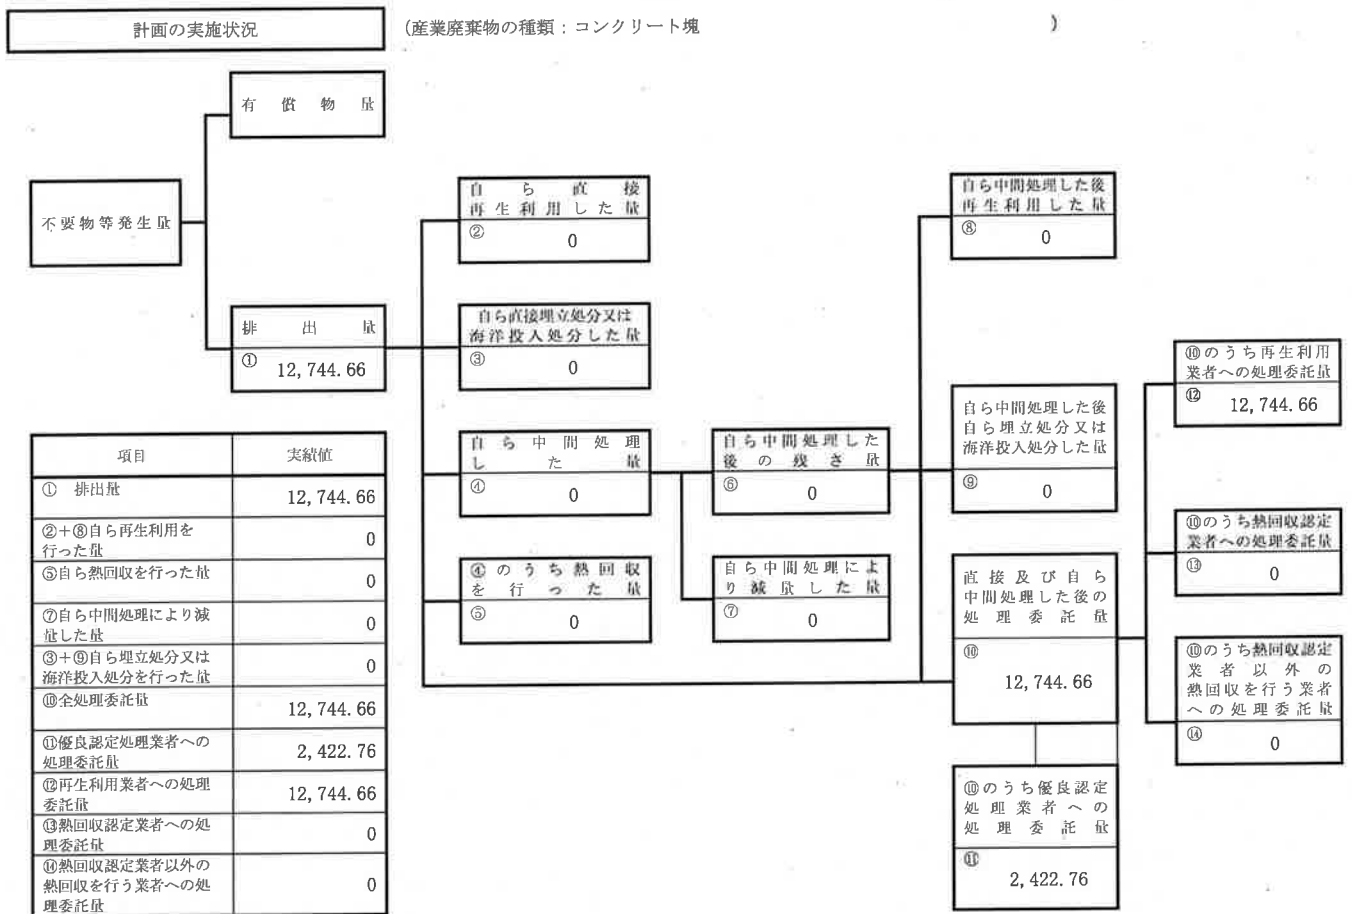 計画の実施状況
(産業廃棄物の種類：コンクリート塊 )
有償物量
不要物等発生量
排出量
① 12,744.66
自ら直接
再生利用した量
② 0
自ら直接埋立処分又は
海洋投入処分した量
③ 0
自ら中間処理
した量
④ 0
④のうち熱回収
を行った量
⑤ 0
自ら中間処理した
後の残さ量
⑥ 0
自ら中間処理によ
り減量した量
⑦ 0
自ら中間処理した後
再生利用した量
⑧ 0
自ら中間処理した後
自ら埋立処分又は
海洋投入処分した量
⑨ 0
直接及び自ら
中間処理した後の
処理委託量
⑩
12,744.66
⑩のうち優良認定
処理業者への
処理委託量
⑪
2,422.76
⑩のうち再生利用
業者への処理委託量
⑫ 12,744.66
⑩のうち熱回収認定
業者への処理委託量
⑬ 0
⑩のうち熱回収認定
業者以外の
熱回収を行う業者
への処理委託量
⑭ 0
項目 実績値
① 排出量 12,744.66
②+⑧自ら再生利用を
行った量 0
⑤自ら熱回収を行った量 0
⑦自ら中間処理により減
量した量 0
③+⑨自ら埋立処分又は
海洋投入処分を行った量 0
⑩全処理委託量 12,744.66
⑪優良認定処理業者への
処理委託量 2,422.76
⑫再生利用業者への処理
委託量 12,744.66
⑬熱回収認定業者への処
理委託量 0
⑭熱回収認定業者以外の
熱回収を行う業者への処
理委託量 0